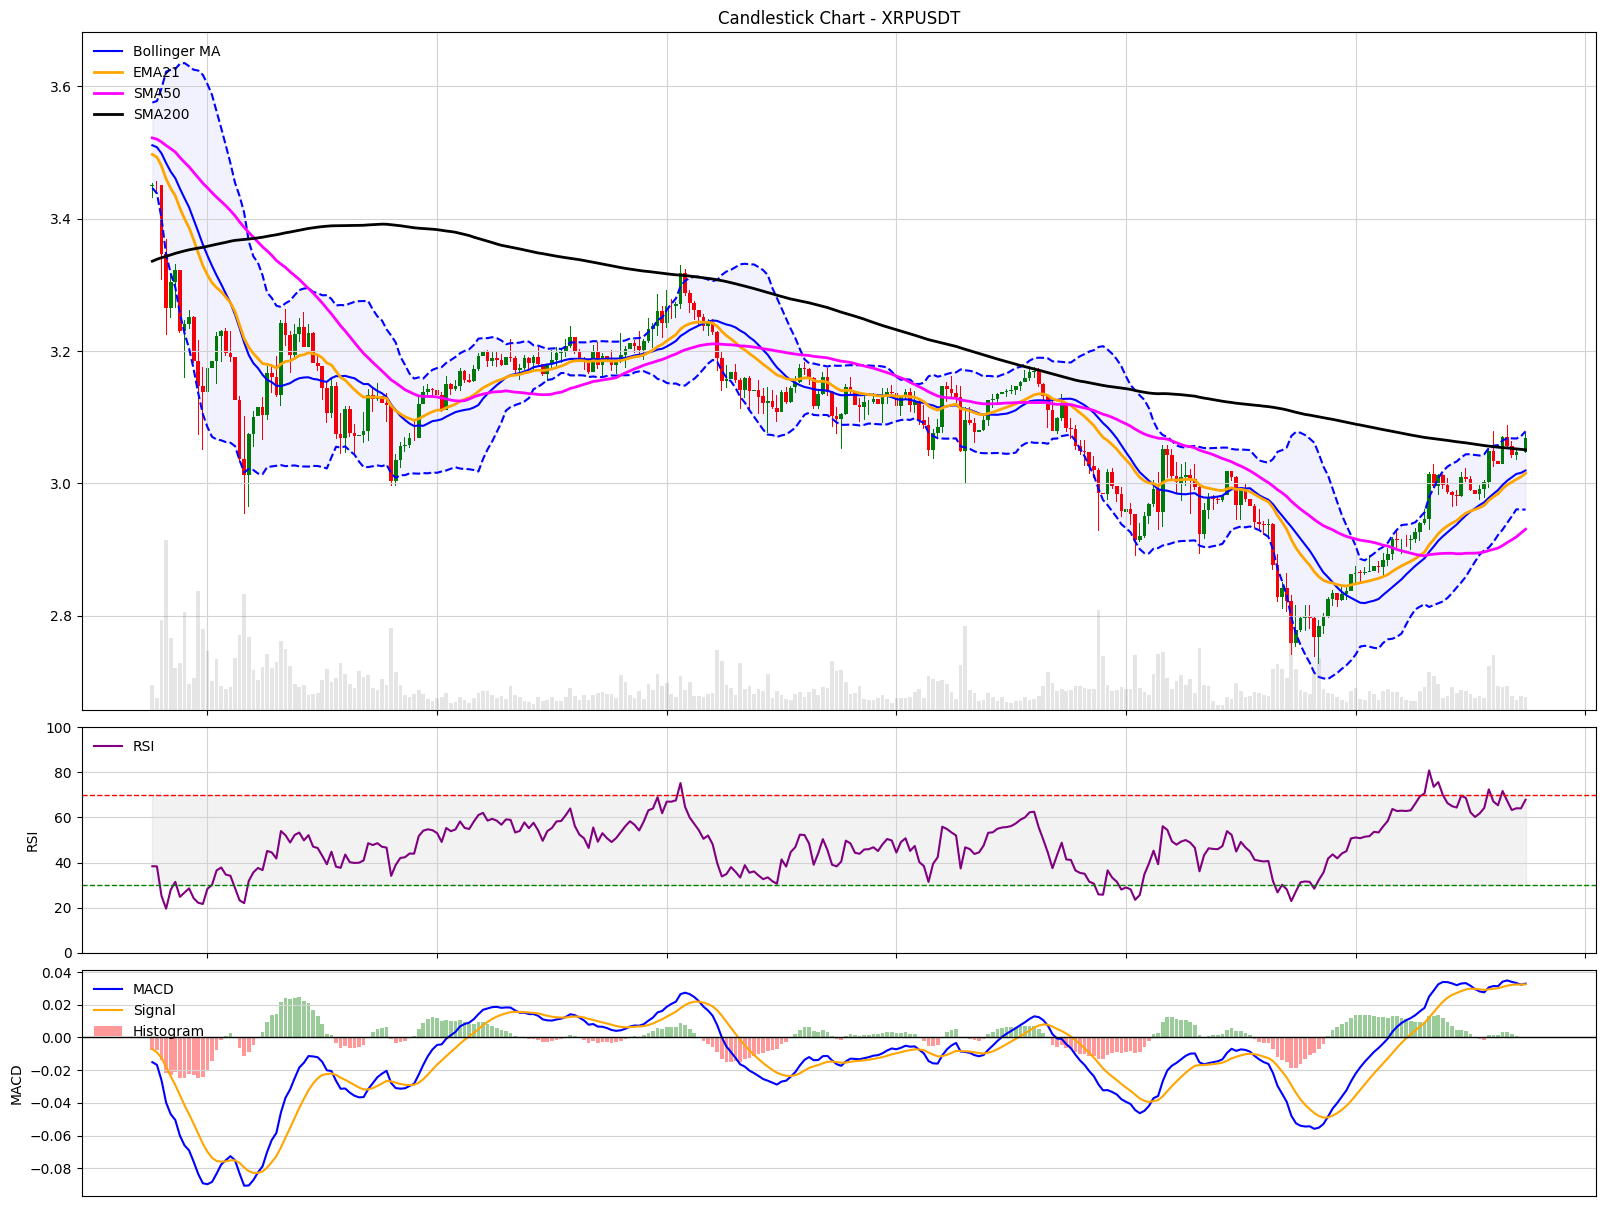 Candlestick Chart - XRPUSDT
Bollinger MA
EMA21
SMA50
SMA200
3.6
3.4
3.2
3.0
2.8
100
80
60
40
20
0
RSI
RSI
0.04
0.02
0.00
−0.02
−0.04
−0.06
−0.08
MACD
MACD
Signal
Histogram